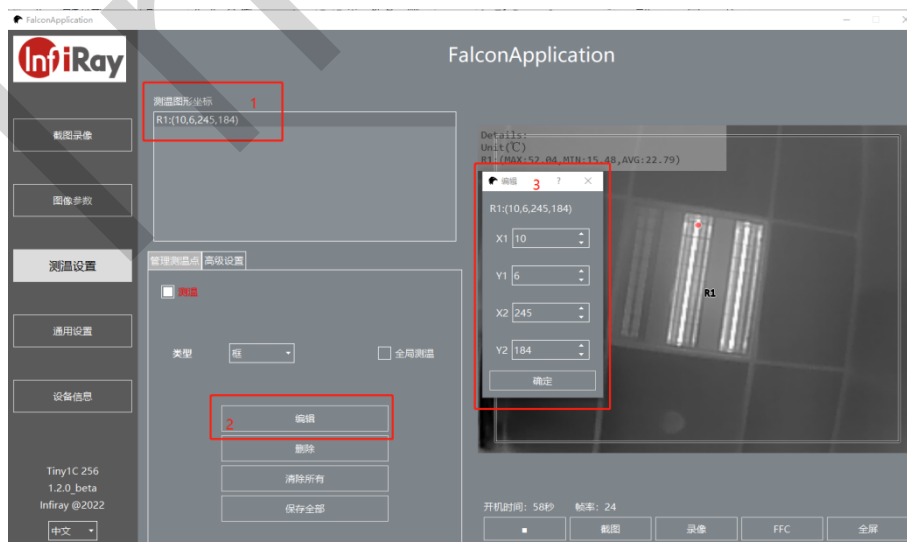 FalconApplication
InfiRay
FalconApplication
测温图形坐标
1
R1:(10,6,245,184)
截图录像
图像参数
测温设置
通用设置
设备信息
Tiny1C 256
1.2.0_beta
Infiray @2022
中文
管理测温点 高级设置
测温
类型 框 全局测温
2 编辑
删除
清除所有
保存全部
Details:
Unit(℃)
R1:(MAX:52.04,MIN:15.48,AVG:22.79)
编辑 3 ?
R1:(10,6,245,184)
X1 10
Y1 6
X2 245
Y2 184
确定
R1
开机时间: 58秒 帧率: 24
截图 录像 FFC 全屏